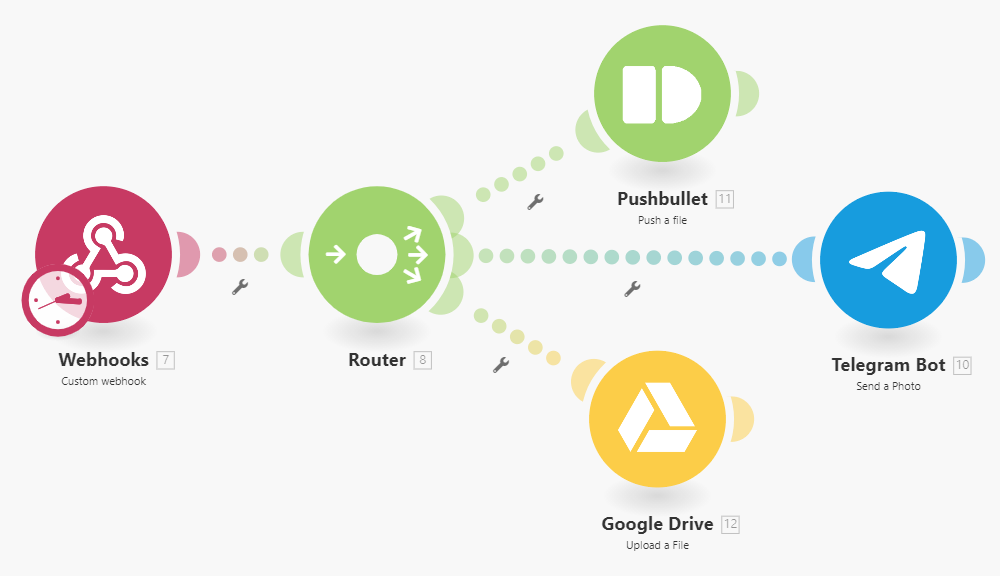 Webhooks 7
Custom webhook
Router 8
Pushbullet 11
Push a file
Telegram Bot 10
Send a Photo
Google Drive 12
Upload a File